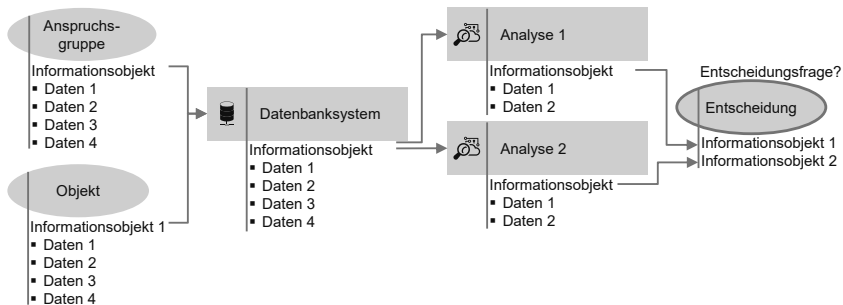 Anspruchs-
gruppe
Informationsobjekt
▪ Daten 1
▪ Daten 2
▪ Daten 3
▪ Daten 4
Objekt
Informationsobjekt 1
▪ Daten 1
▪ Daten 2
▪ Daten 3
▪ Daten 4
Datenbanksystem
Informationsobjekt
▪ Daten 1
▪ Daten 2
▪ Daten 3
▪ Daten 4
Analyse 1
Informationsobjekt
▪ Daten 1
▪ Daten 2
Analyse 2
Informationsobjekt
▪ Daten 1
▪ Daten 2
Entscheidungsfrage?
Entscheidung
Informationsobjekt 1
Informationsobjekt 2